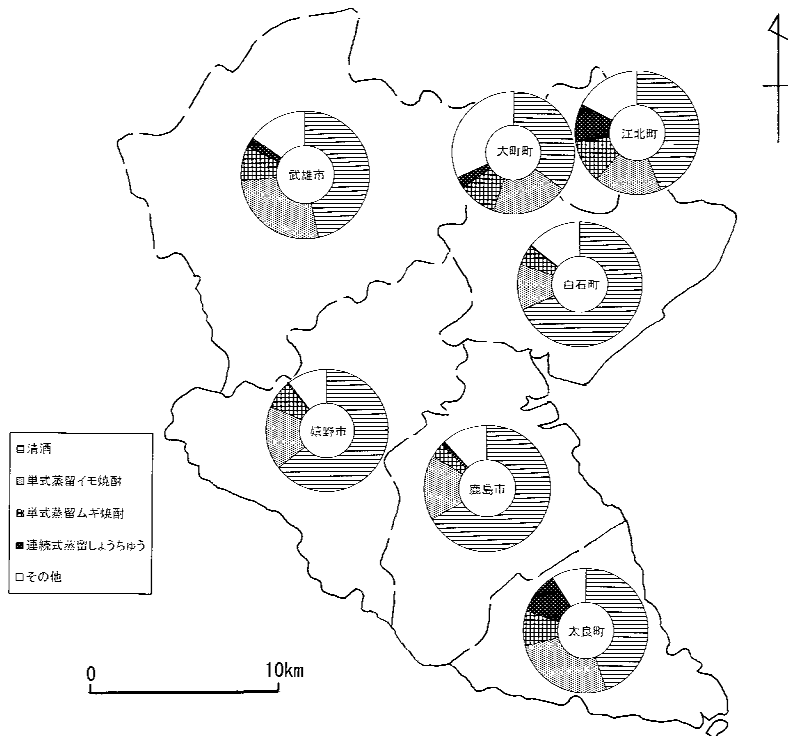 江北町
大町町
武雄市
白石町
嬉野市
鹿島市
太良町
清酒
単式蒸留イモ焼酎
単式蒸留ムギ焼酎
連続式蒸留しょうちゅう
その他
0 10km